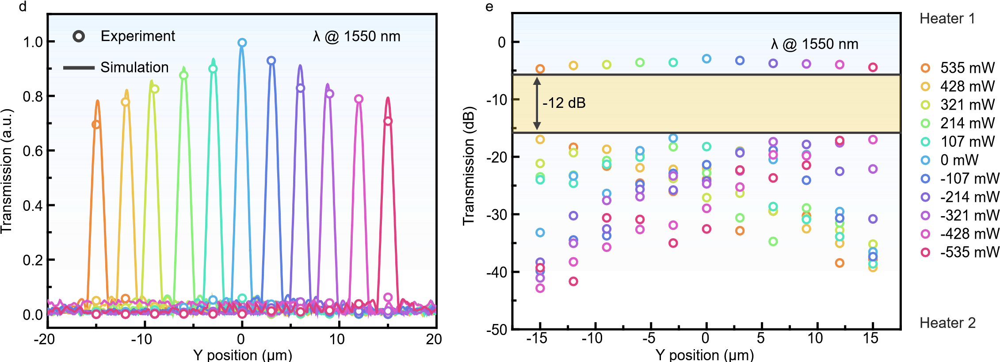 d
Experiment
Simulation
λ @ 1550 nm
Transmission (a.u.)
1.0
0.8
0.6
0.4
0.2
0.0
-20
-10
0
10
20
Y position (μm)
e
λ @ 1550 nm
-12 dB
Transmission (dB)
0
-10
-20
-30
-40
-50
-15
-10
-5
0
5
10
15
Y position (μm)
Heater 1
535 mW
428 mW
321 mW
214 mW
107 mW
0 mW
-107 mW
-214 mW
-321 mW
-428 mW
-535 mW
Heater 2